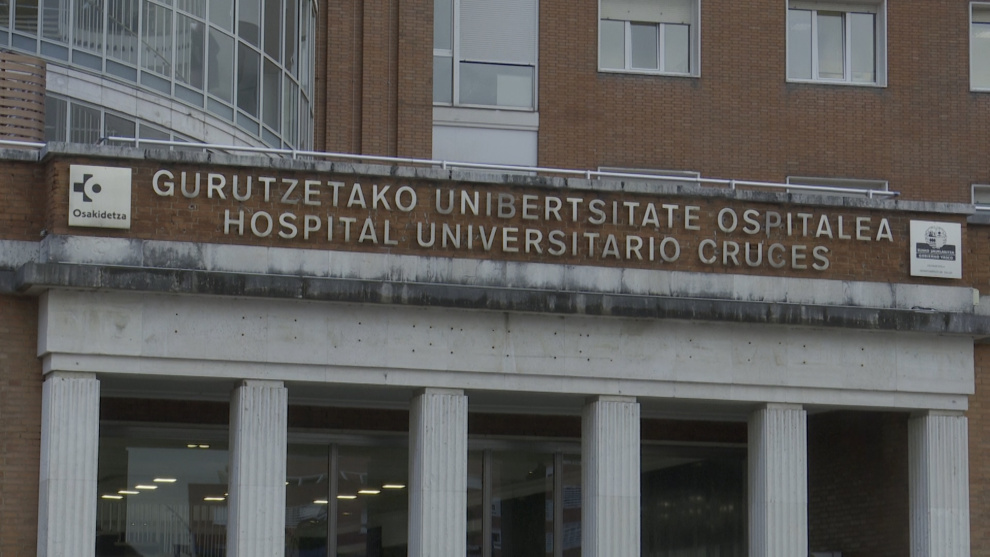 Osakidetza
GURUTZETAKO UNIBERTSITATE OSPITALEA
HOSPITAL UNIVERSITARIO CRUCES